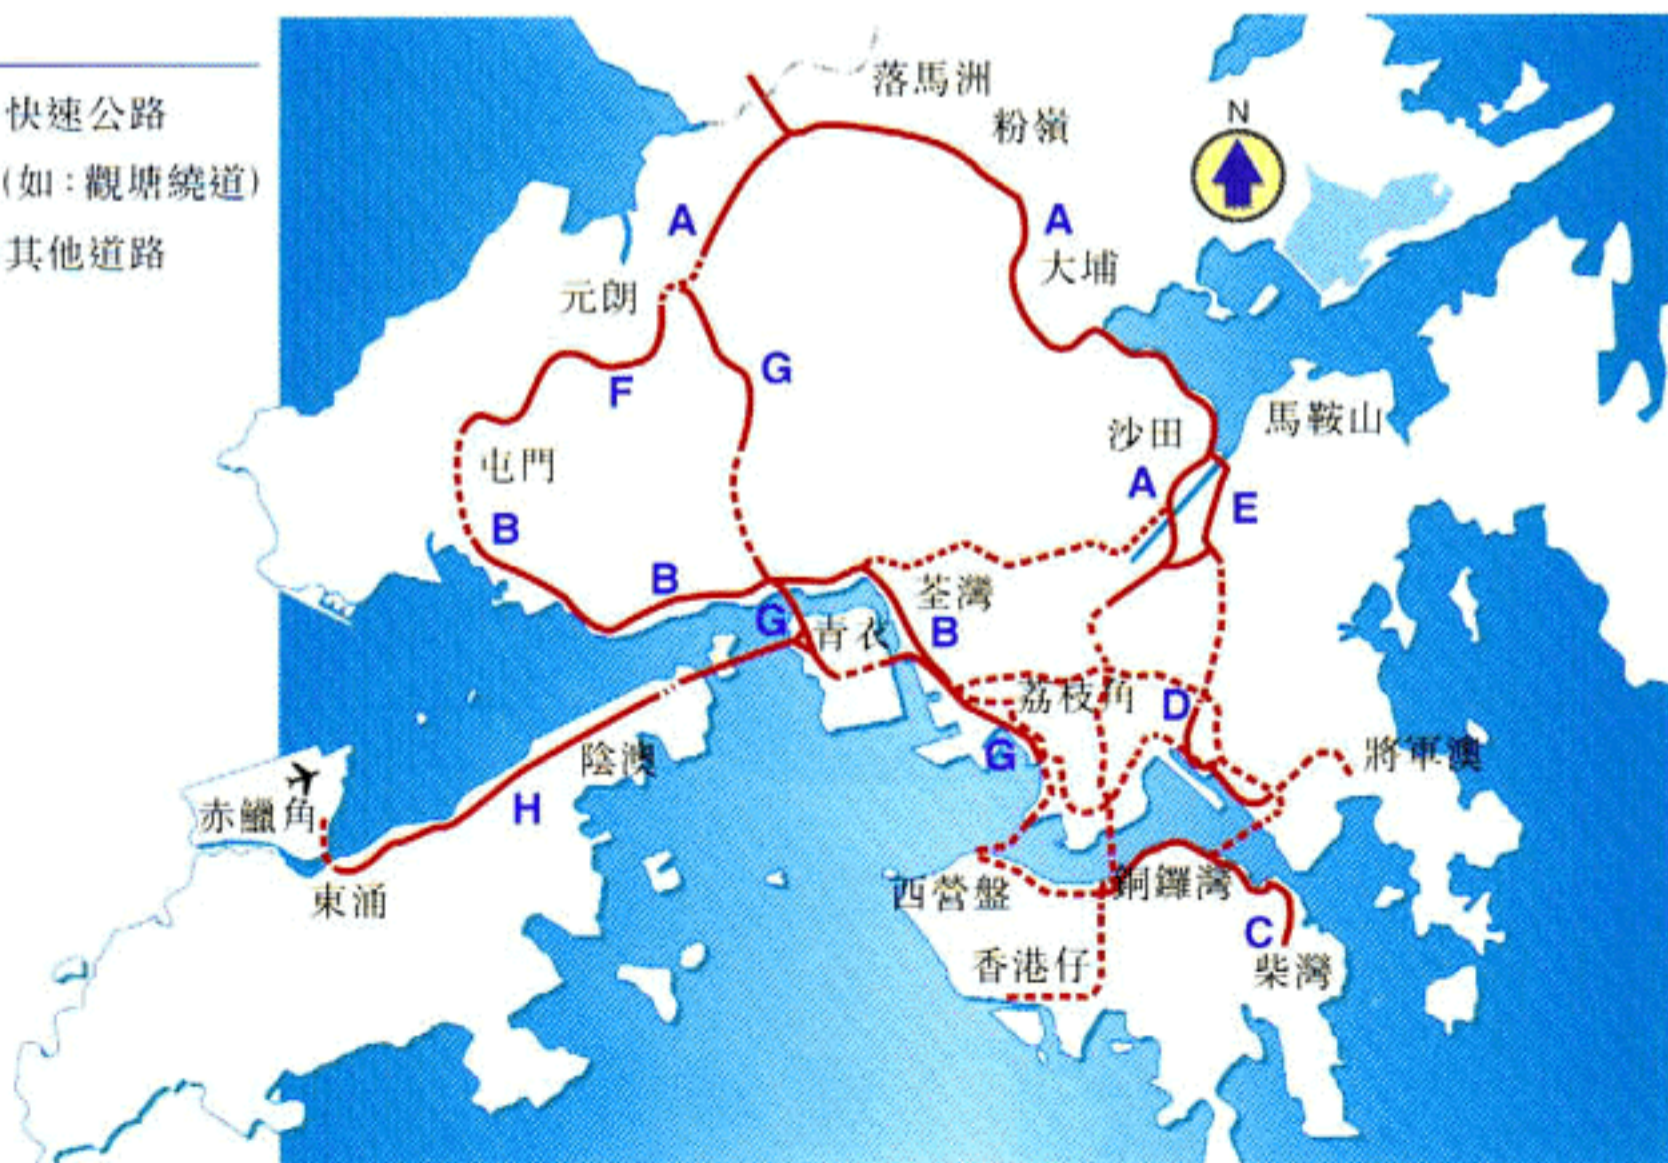 快速公路
(如：觀塘繞道)
其他道路
落馬洲
粉嶺
N
A
A
大埔
元朗
F
G
沙田
馬鞍山
屯門
A
E
B
B
荃灣
G
青衣
B
荔枝角
D
陰澳
G
將軍澳
赤鱲角
H
東涌
西營盤
銅鑼灣
香港仔
C
柴灣